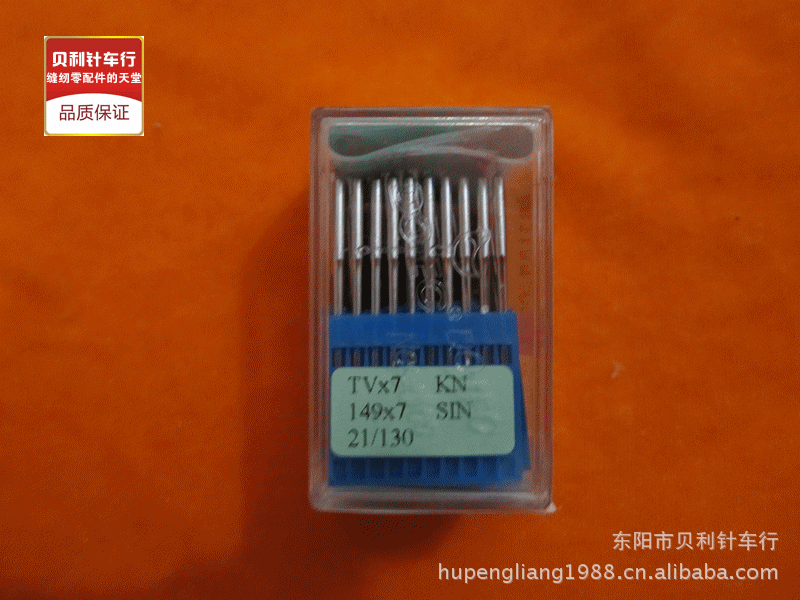 贝利针车行
缝纫零配件的天堂
品质保证
TVx7 KN
149x7 SIN
21/130
东阳市贝利针车行
hupengliang1988.cn.alibaba.com